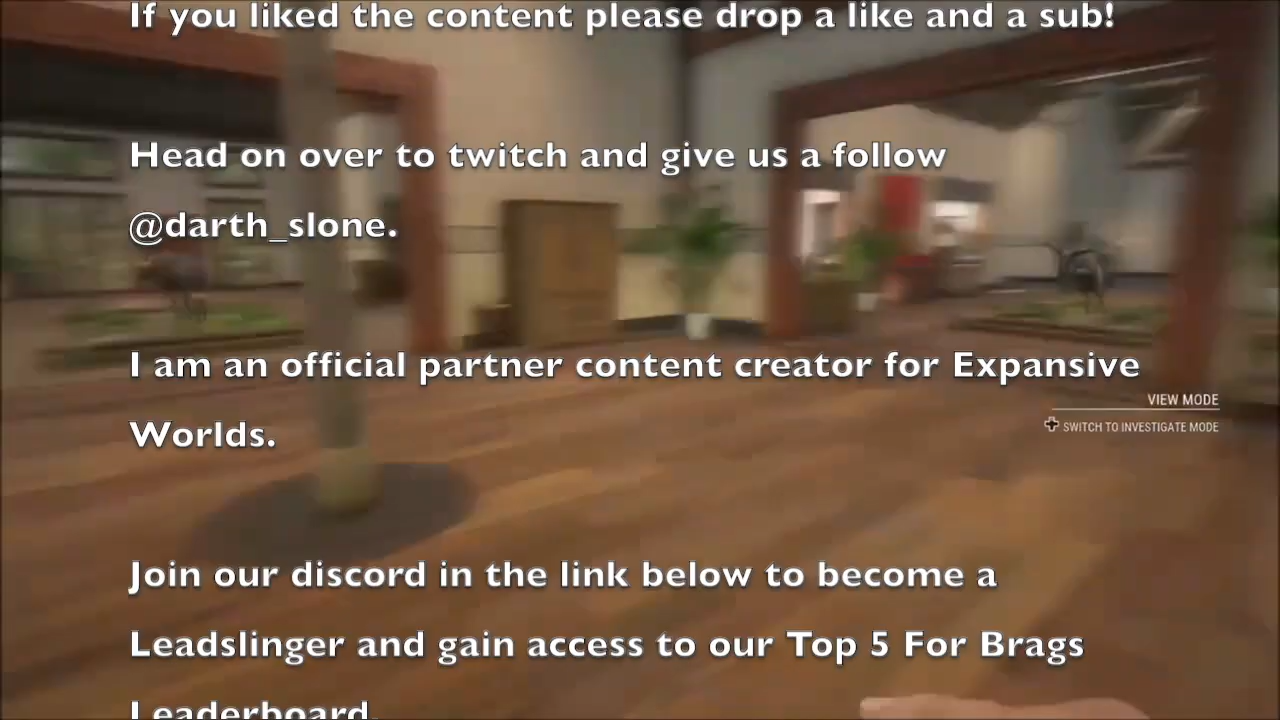 If you liked the content please drop a like and a sub!
Head on over to twitch and give us a follow
@darth_slone.
I am an official partner content creator for Expansive
Worlds.
VIEW MODE
SWITCH TO INVESTIGATE MODE
Join our discord in the link below to become a
Leadslinger and gain access to our Top 5 For Brags
Leaderboard.